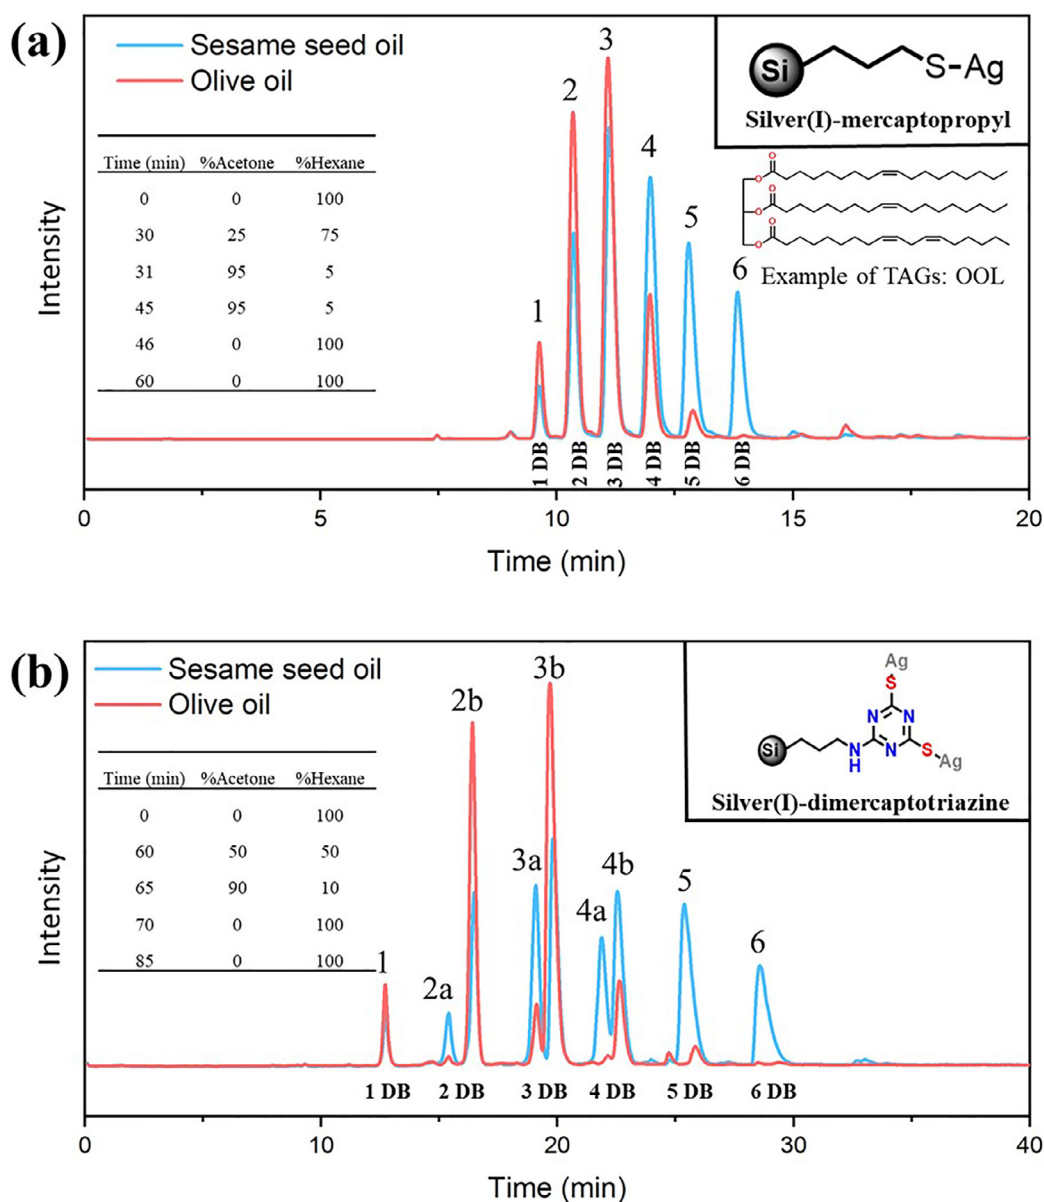 (a)
Sesame seed oil
Olive oil
Time (min) %Acetone %Hexane
0 0 100
30 25 75
31 95 5
45 95 5
46 0 100
60 0 100
Si S-Ag
Silver(I)-mercaptopropyl
O
O
O
O
O
O
Example of TAGs: OOL
1
2
3
4
5
6
1 DB
2 DB
3 DB
4 DB
5 DB
6 DB
Intensity
0 5 10 15 20
Time (min)
(b)
Sesame seed oil
Olive oil
Time (min) %Acetone %Hexane
0 0 100
60 50 50
65 90 10
70 0 100
85 0 100
Ag
S
N N
Si N N S
H Ag
Silver(I)-dimercaptotriazine
1
2a
2b
3a
3b
4a
4b
5
6
1 DB 2 DB 3 DB 4 DB 5 DB 6 DB
Intensity
0 10 20 30 40
Time (min)